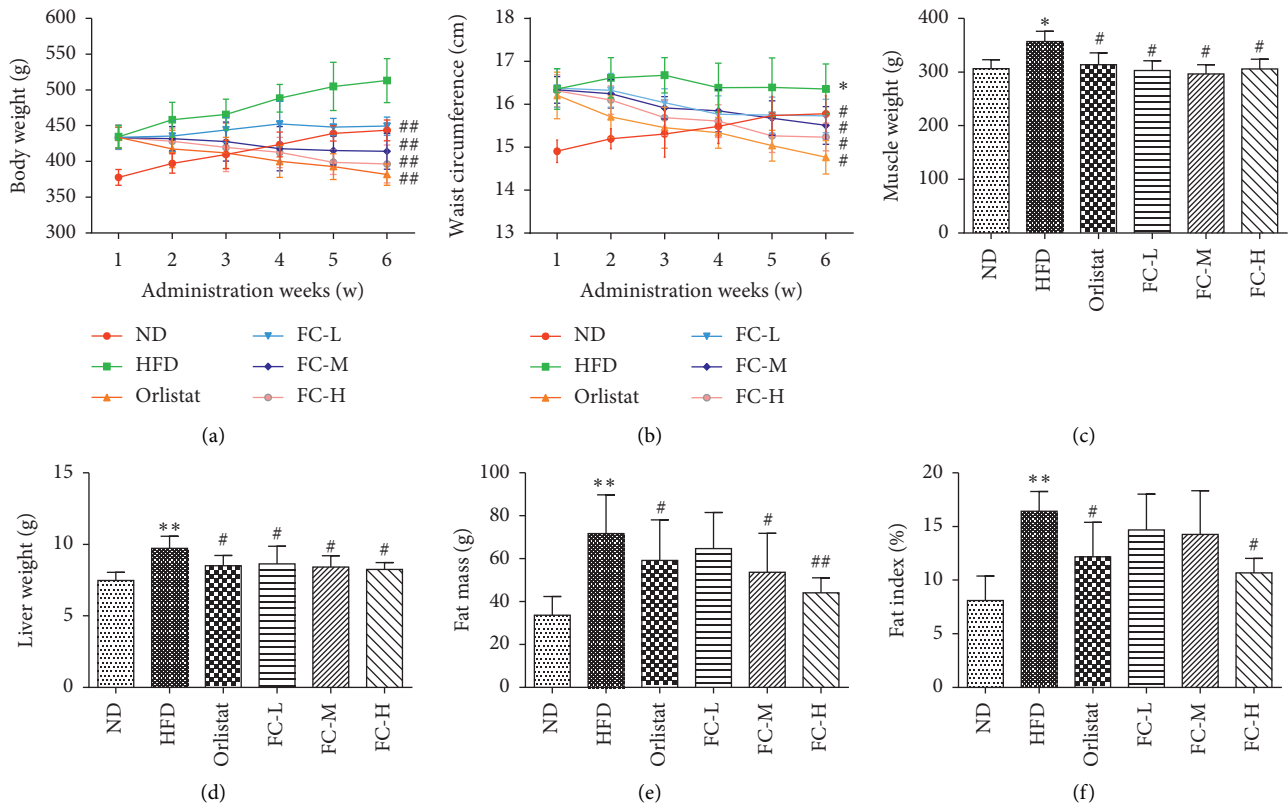 Body weight (g)
600
550
500
450
400
350
300
##
##
##
##
1 2 3 4 5 6
Administration weeks (w)
ND FC-L
HFD FC-M
Orlistat FC-H
(a)
Waist circumference (cm)
18
17
16
15
14
13
*
#
#
#
#
1 2 3 4 5 6
Administration weeks (w)
ND FC-L
HFD FC-M
Orlistat FC-H
(b)
Muscle weight (g)
400
300
200
100
0
* # # # #
ND HFD Orlistat FC-L FC-M FC-H
(c)
Liver weight (g)
15
10
5
0
** # # # #
ND HFD Orlistat FC-L FC-M FC-H
(d)
Fat mass (g)
100
80
60
40
20
0
** # # ##
ND HFD Orlistat FC-L FC-M FC-H
(e)
Fat index (%)
20
15
10
5
0
** # #
ND HFD Orlistat FC-L FC-M FC-H
(f)